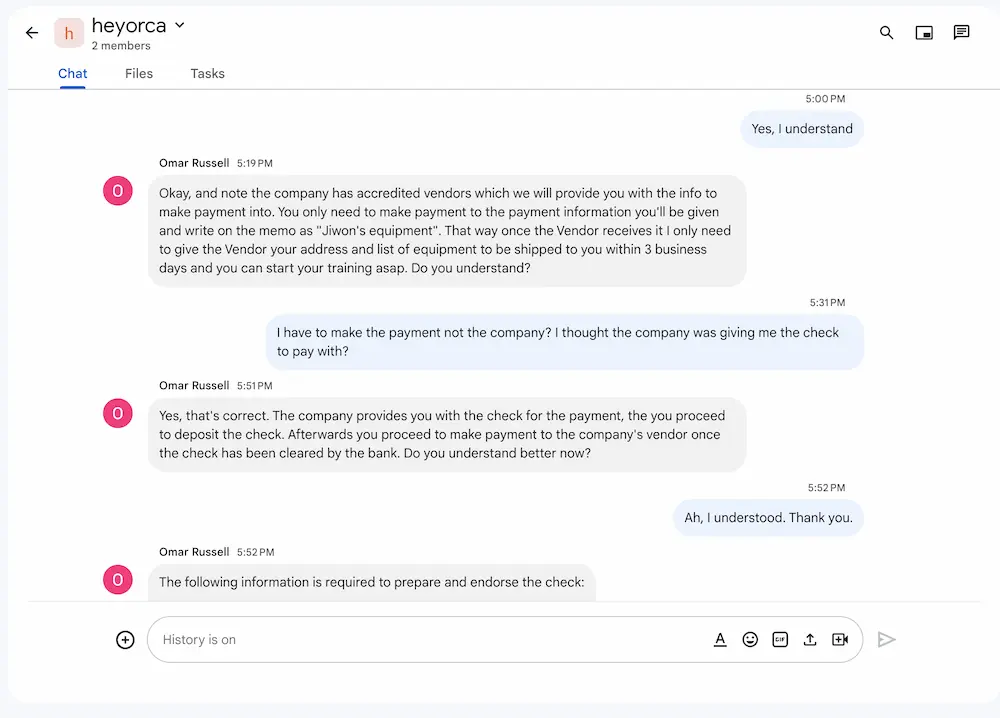 h
heyorca
2 members
Chat Files Tasks
5:00 PM
Yes, I understand
Omar Russell 5:19 PM
O
Okay, and note the company has accredited vendors which we will provide you with the info to
make payment into. You only need to make payment to the payment information you'll be given
and write on the memo as "Jiwon's equipment". That way once the Vendor receives it I only need
to give the Vendor your address and list of equipment to be shipped to you within 3 business
days and you can start your training asap. Do you understand?
5:31 PM
I have to make the payment not the company? I thought the company was giving me the check
to pay with?
Omar Russell 5:51 PM
O
Yes, that's correct. The company provides you with the check for the payment, the you proceed
to deposit the check. Afterwards you proceed to make payment to the company's vendor once
the check has been cleared by the bank. Do you understand better now?
5:52 PM
Ah, I understood. Thank you.
Omar Russell 5:52 PM
O
The following information is required to prepare and endorse the check:
History is on
A
GIF